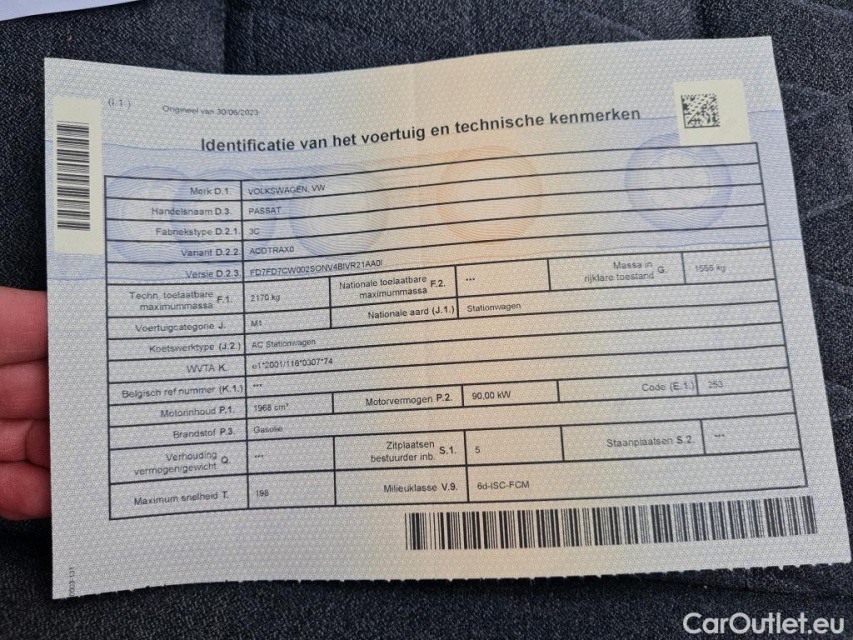 (i.1.)
Origineel van 30/06/2023
Identificatie van het voertuig en technische kenmerken
Merk D.1. VOLKSWAGEN, VW
Handelsnaam D.3. PASSAT
Fabriekstype D.2.1. 3C
Variant D.2.2 ACDTRAX0
Versie D.2.3. FD7FD7CW002SONV4BIVR21AA0I
Techn. toelaatbare maximummassa F.1. 2170 kg Nationale toelaatbare maximummassa F.2. --- Massa in rijklare toestand G. 1555 kg
Voertuigcategorie J. M1 Nationale aard (J.1.) Stationwagen
Koetswerktype (J.2.) AC Stationwagen
WVTA K. e1*2001/116*0307*74
Belgisch ref nummer (K.1.) ---
Motorinhoud P.1. 1968 cm³ Motorvermogen P.2. 90,00 kW Code (E.1.) 253
Brandstof P.3. Gasolie
Verhouding vermogen/gewicht Q. --- Zitplaatsen bestuurder inb. S.1. 5 Staanplaatsen S.2. ---
Maximum snelheid T. 198 Milieuklasse V.9. 6d-ISC-FCM
CarOutlet.eu